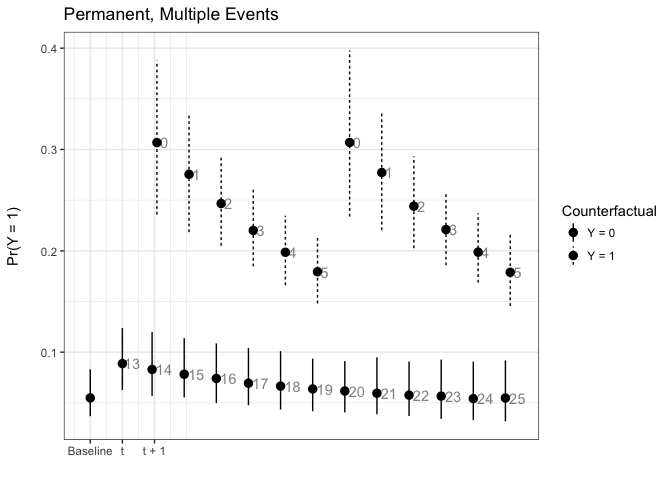 Permanent, Multiple Events
Pr(Y = 1)
0.4
0.3
0.2
0.1
0 1 2 3 4 5 0 1 2 3 4 5
13 14 15 16 17 18 19 20 21 22 23 24 25
Baseline t t + 1
Counterfactual
Y = 0
Y = 1